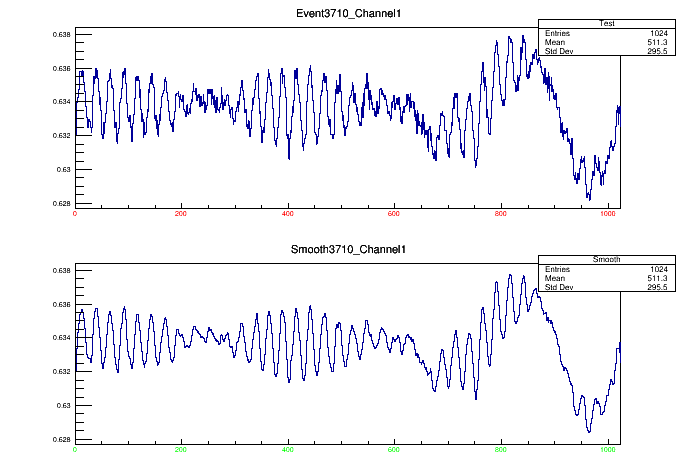 Event3710_Channel1
Test
Entries 1024
Mean 511.3
Std Dev 295.5
0.638
0.636
0.634
0.632
0.63
0.628
0 200 400 600 800 1000
Smooth3710_Channel1
Smooth
Entries 1024
Mean 511.3
Std Dev 295.5
0.638
0.636
0.634
0.632
0.63
0.628
0 200 400 600 800 1000